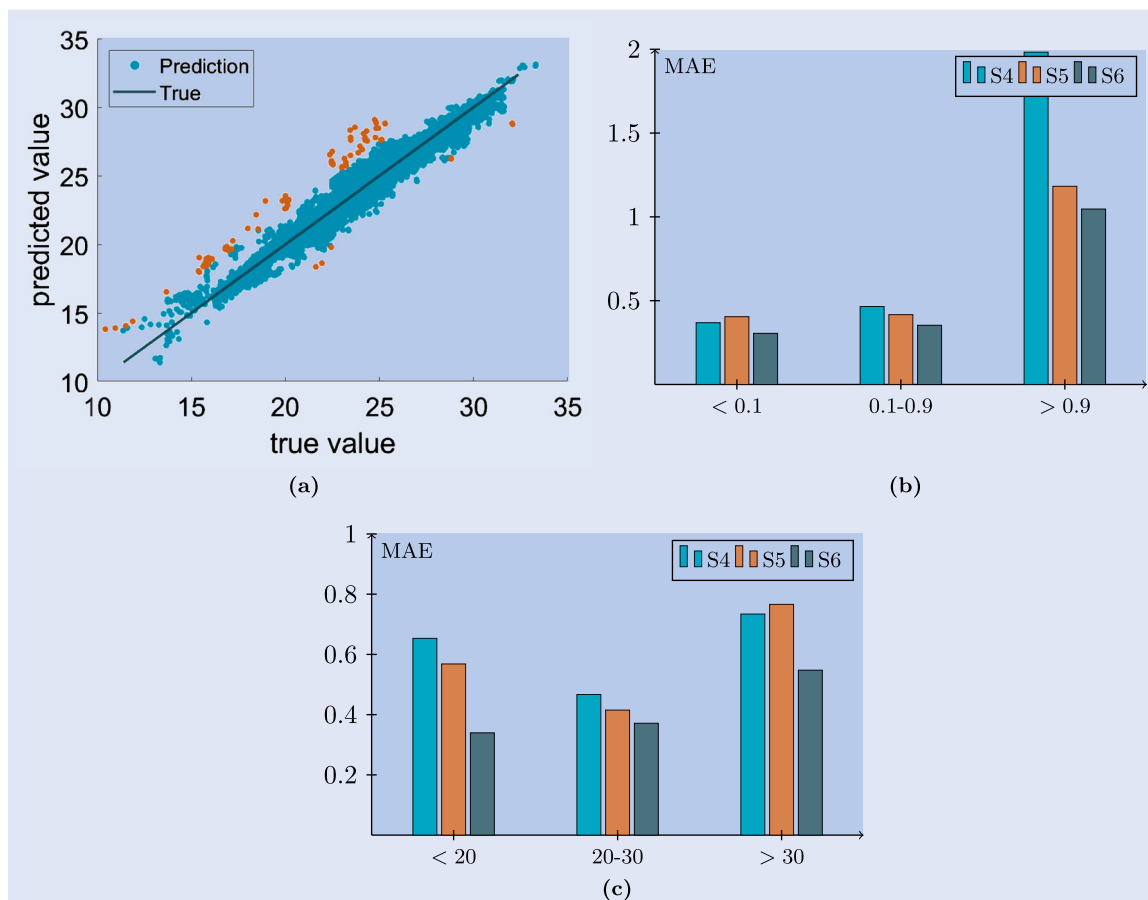 35
30
25
20
15
10
predicted value
Prediction
True
10 15 20 25 30 35
true value
(a)
2
1.5
1
0.5
MAE
S4 S5 S6
< 0.1 0.1-0.9 > 0.9
(b)
1
0.8
0.6
0.4
0.2
MAE
S4 S5 S6
< 20 20-30 > 30
(c)